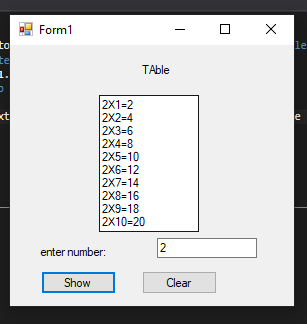 Form1
TAble
2X1=2
2X2=4
2X3=6
2X4=8
2X5=10
2X6=12
2X7=14
2X8=16
2X9=18
2X10=20
enter number: 2
Show Clear